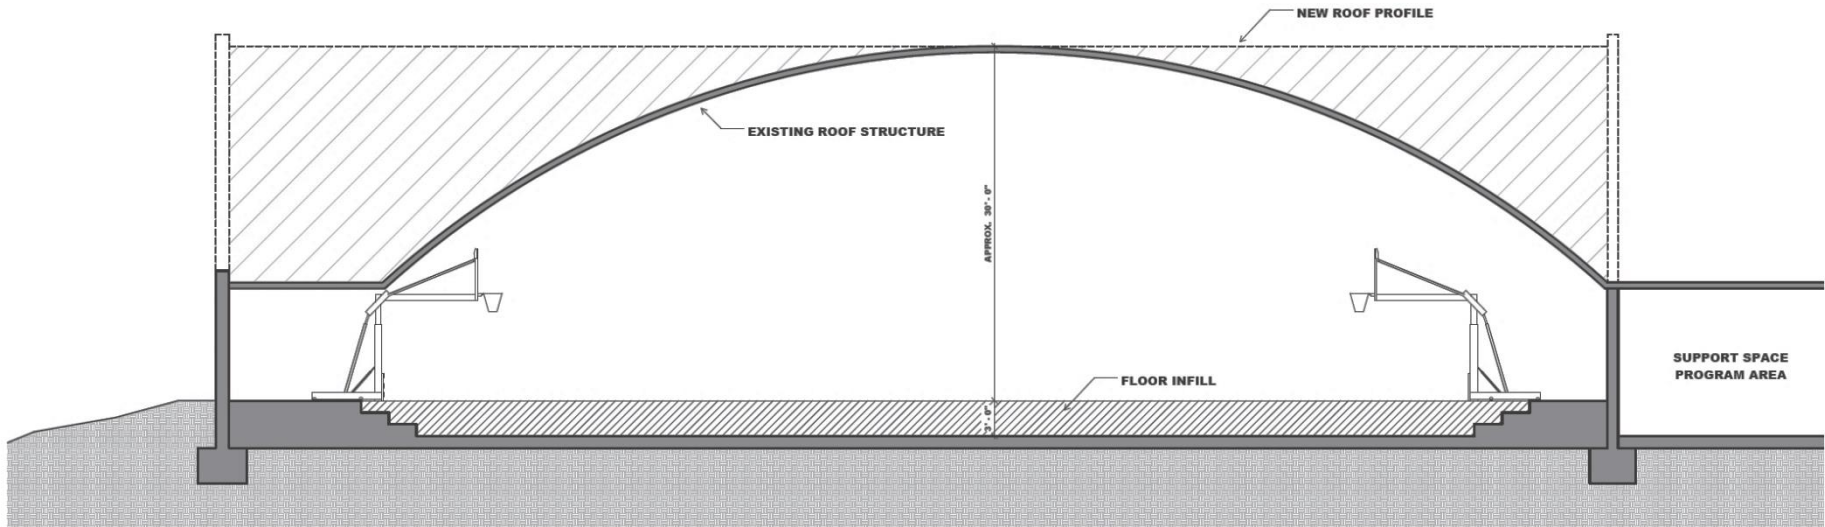 NEW ROOF PROFILE
EXISTING ROOF STRUCTURE
APPROX. 30'- 0"
SUPPORT SPACE
PROGRAM AREA
FLOOR INFILL
3'- 0"